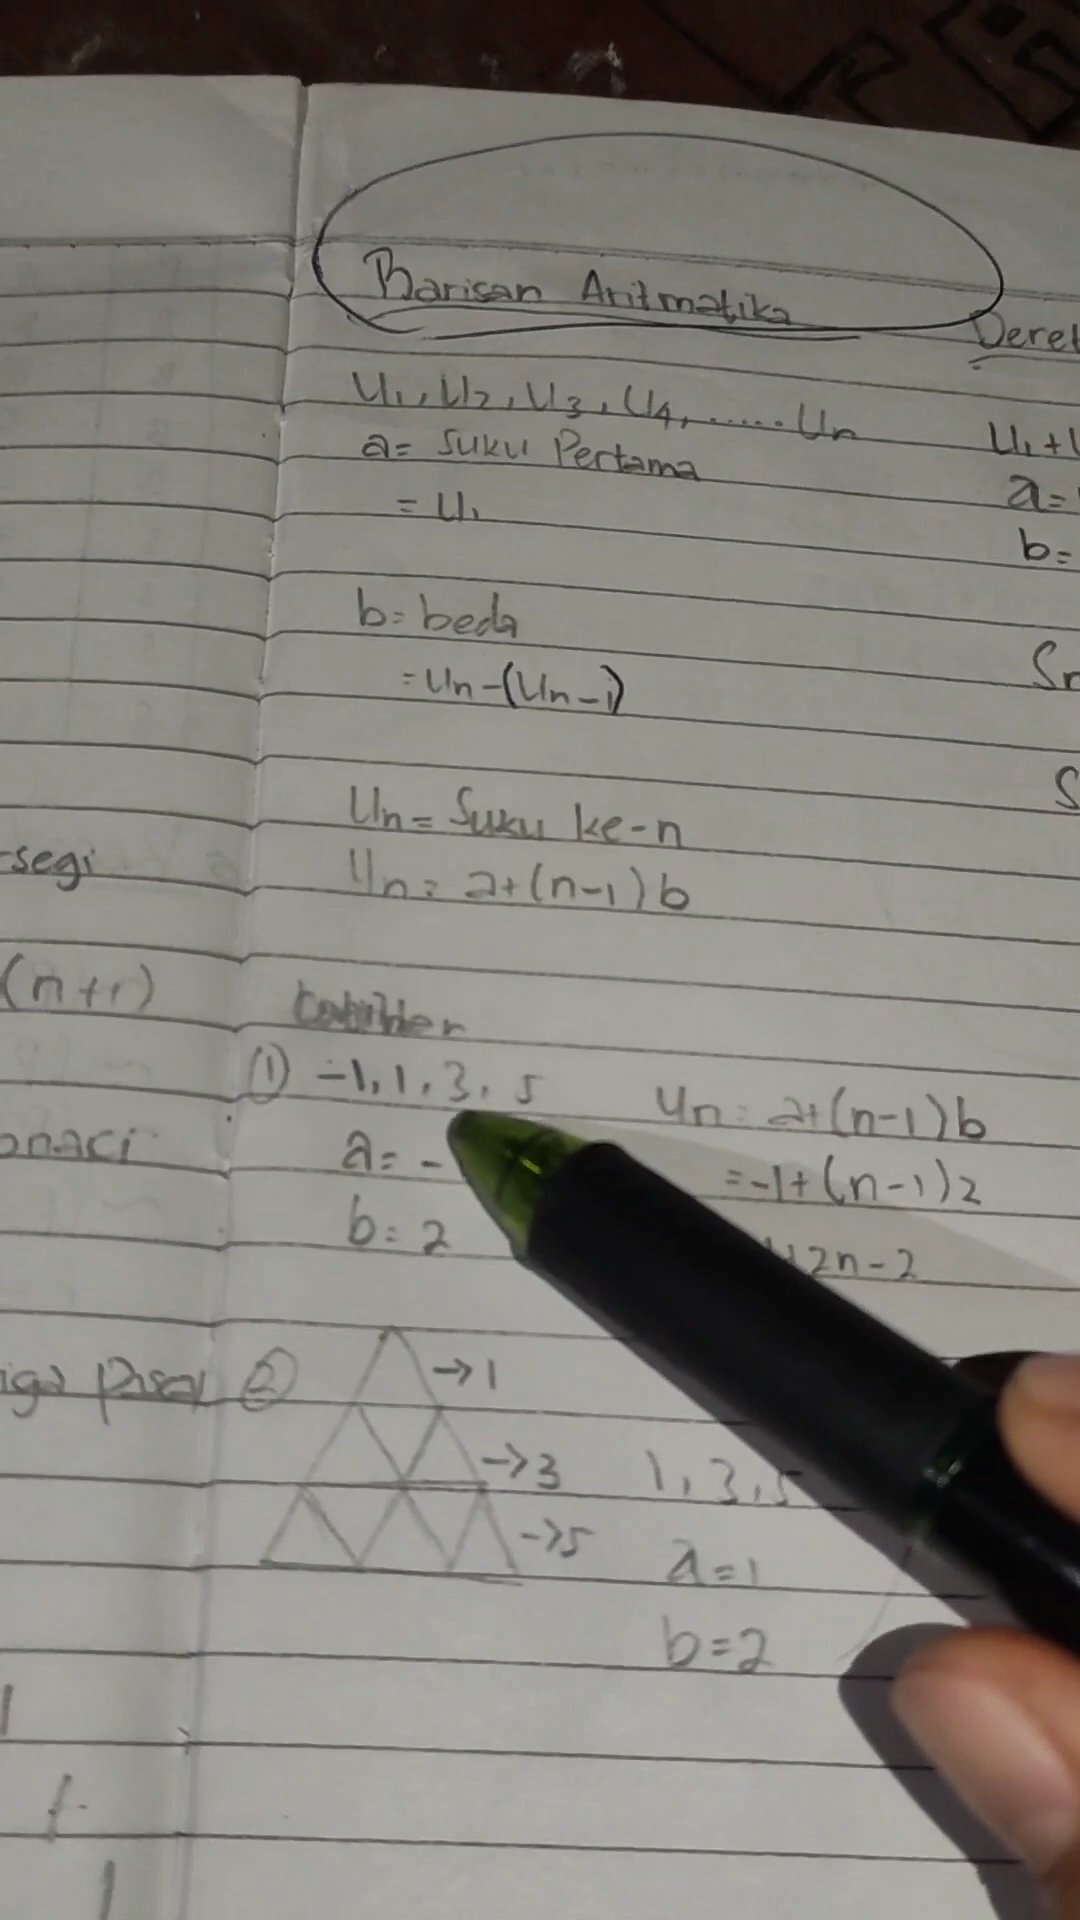 Barisan Aritmatika
Deret
U1, U2, U3, U4, ...... Un
U1 +
a = Suku Pertama
a =
= U1
b =
b = beda
= Un - (Un-1)
Un = Suku ke-n
S
-segi
Un = a + (n-1) b
(n+1)
① -1, 1, 3, 5
Un = a + (n-1) b
onaci
a = -
= -1 + (n-1) 2
b = 2
2n - 2
②
→ 1
→ 3
1, 3, 5
→ 5
a = 1
b = 2